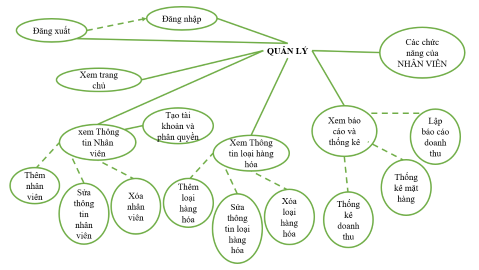 Đăng nhập
Đăng xuất
Các chức
năng của
NHÂN VIÊN
QUẢN LÝ
Xem trang
chủ
Tạo tài
khoản và
phân quyền
xem Thông
tin Nhân
viên
Xem Thông
tin loại hàng
hóa
Xem báo
cáo và
thống kê
Lập
báo cáo
doanh
thu
Thêm
nhân
viên
Sửa
thông
tin
nhân
viên
Xóa
nhân
viên
Thêm
loại
hàng
hóa
Sửa
thông
tin loại
hàng
hóa
Xóa
loại
hàng
hóa
Thống
kê
doanh
thu
Thống
kê mặt
hàng